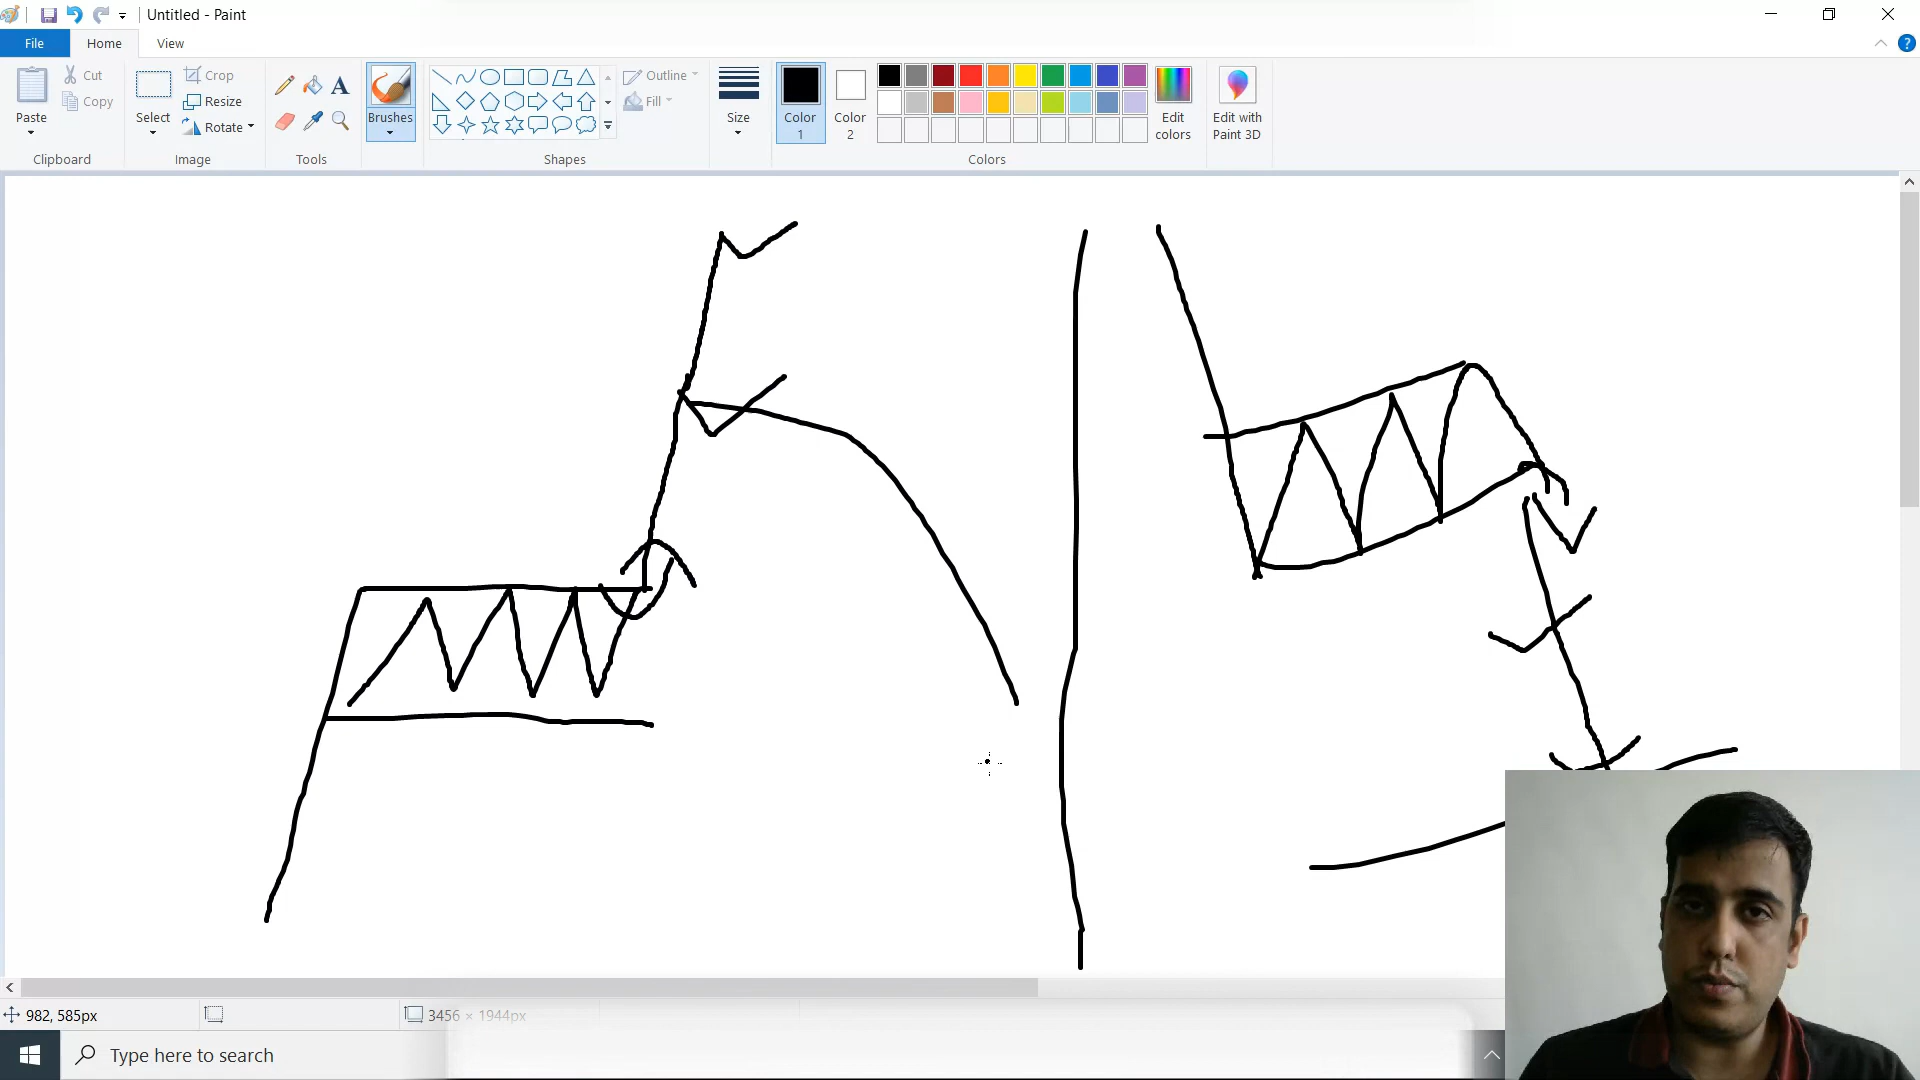 Untitled - Paint
File
Home
View
Paste
Cut
Copy
Clipboard
Select
Crop
Resize
Rotate
Image
A
Tools
Brushes
Outline
Fill
Shapes
Size
Color
1
Color
2
Colors
Edit
colors
Edit with
Paint 3D
?
982, 585px
3456 × 1944px
Type here to search